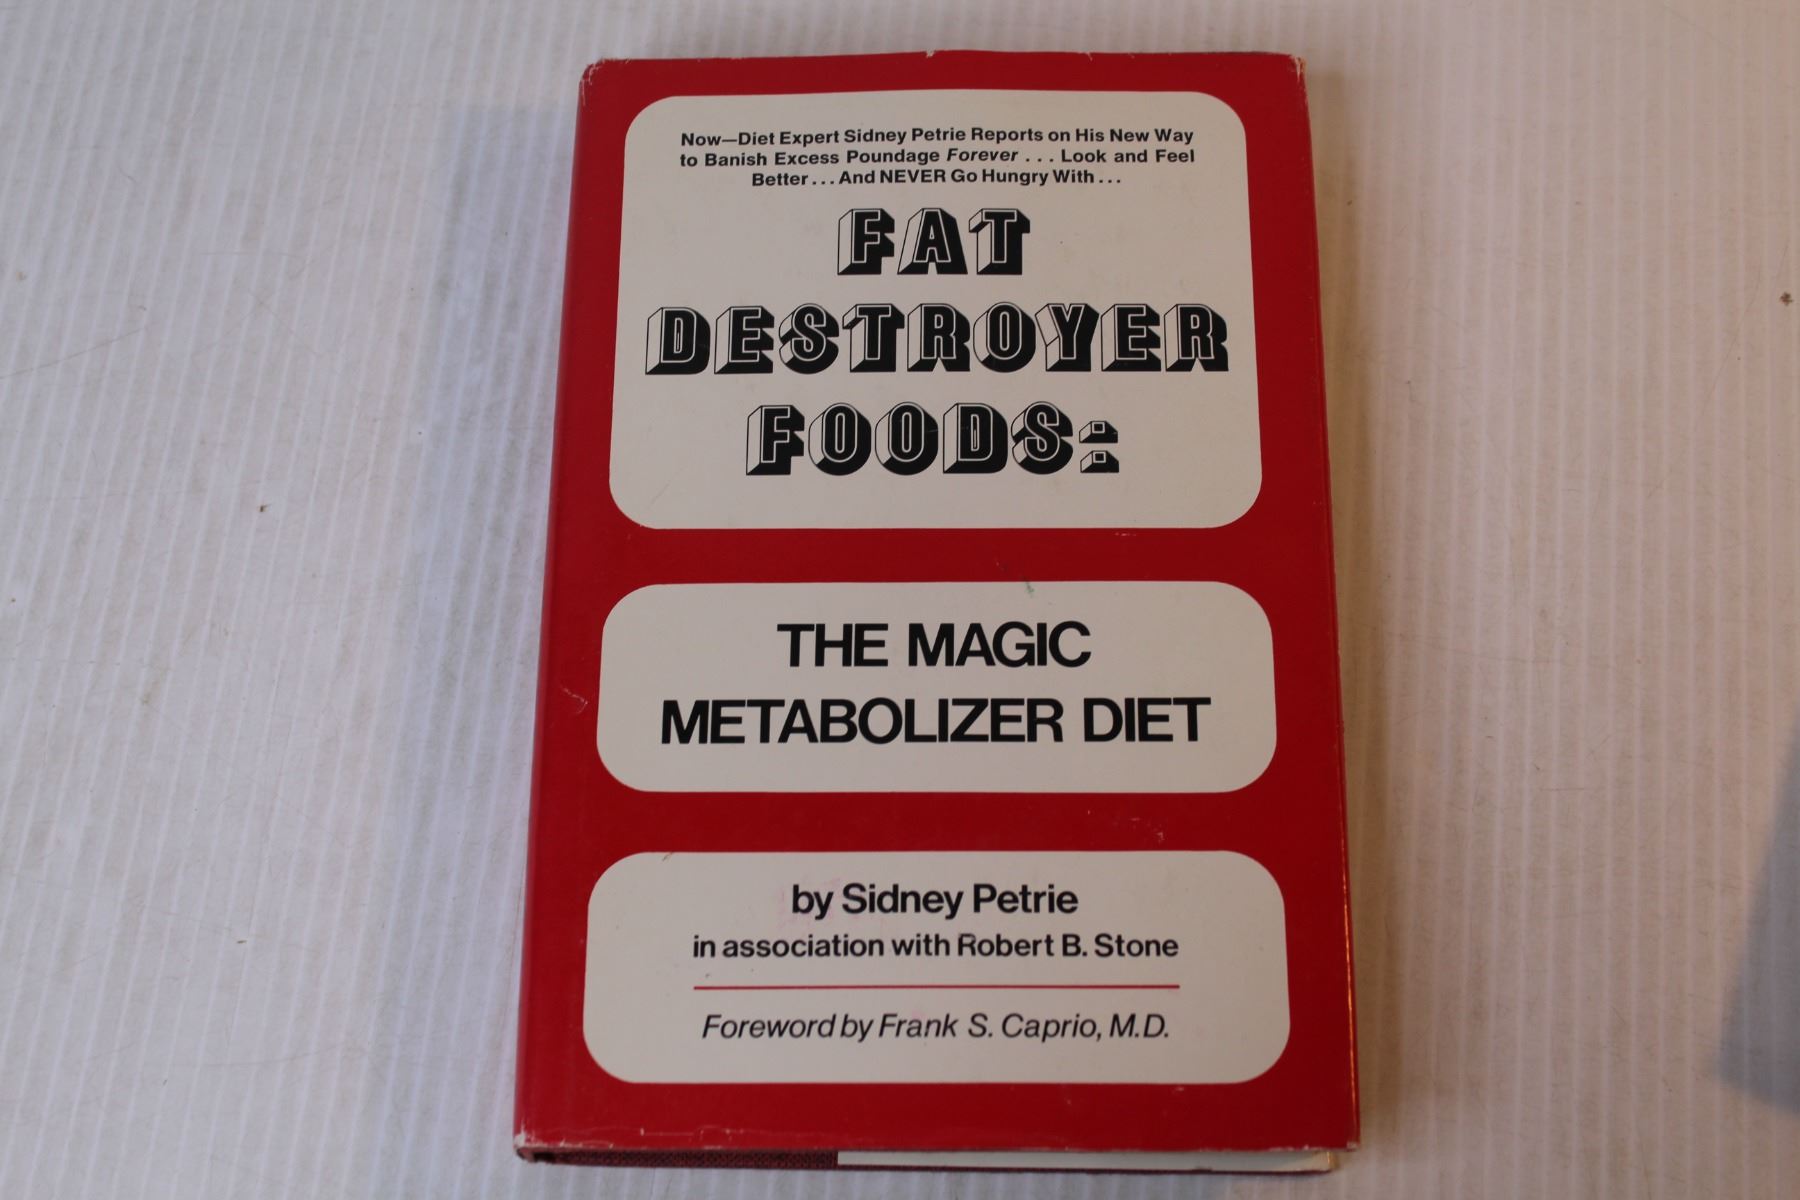 Now—Diet Expert Sidney Petrie Reports on His New Way
to Banish Excess Poundage Forever . . . Look and Feel
Better . . . And NEVER Go Hungry With . . .
FAT
DESTROYER
FOODS:
THE MAGIC
METABOLIZER DIET
by Sidney Petrie
in association with Robert B. Stone
Foreword by Frank S. Caprio, M.D.